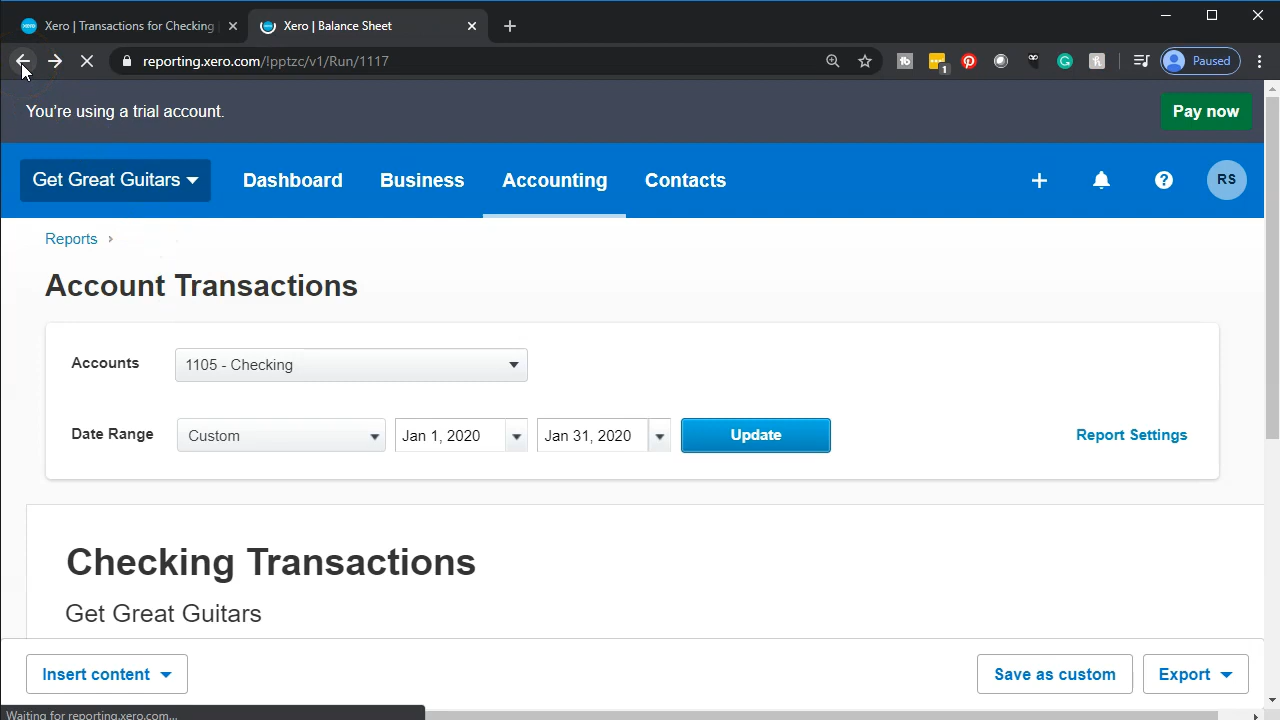 Xero | Transactions for Checking
Xero | Balance Sheet
reporting.xero.com/!pptzc/v1/Run/1117
1
Paused
You're using a trial account.
Pay now
Get Great Guitars
Dashboard
Business
Accounting
Contacts
RS
Reports
Account Transactions
Accounts
1105 - Checking
Date Range
Custom
Jan 1, 2020
Jan 31, 2020
Update
Report Settings
Checking Transactions
Get Great Guitars
Insert content
Save as custom
Export
Waiting for reporting.xero.com...